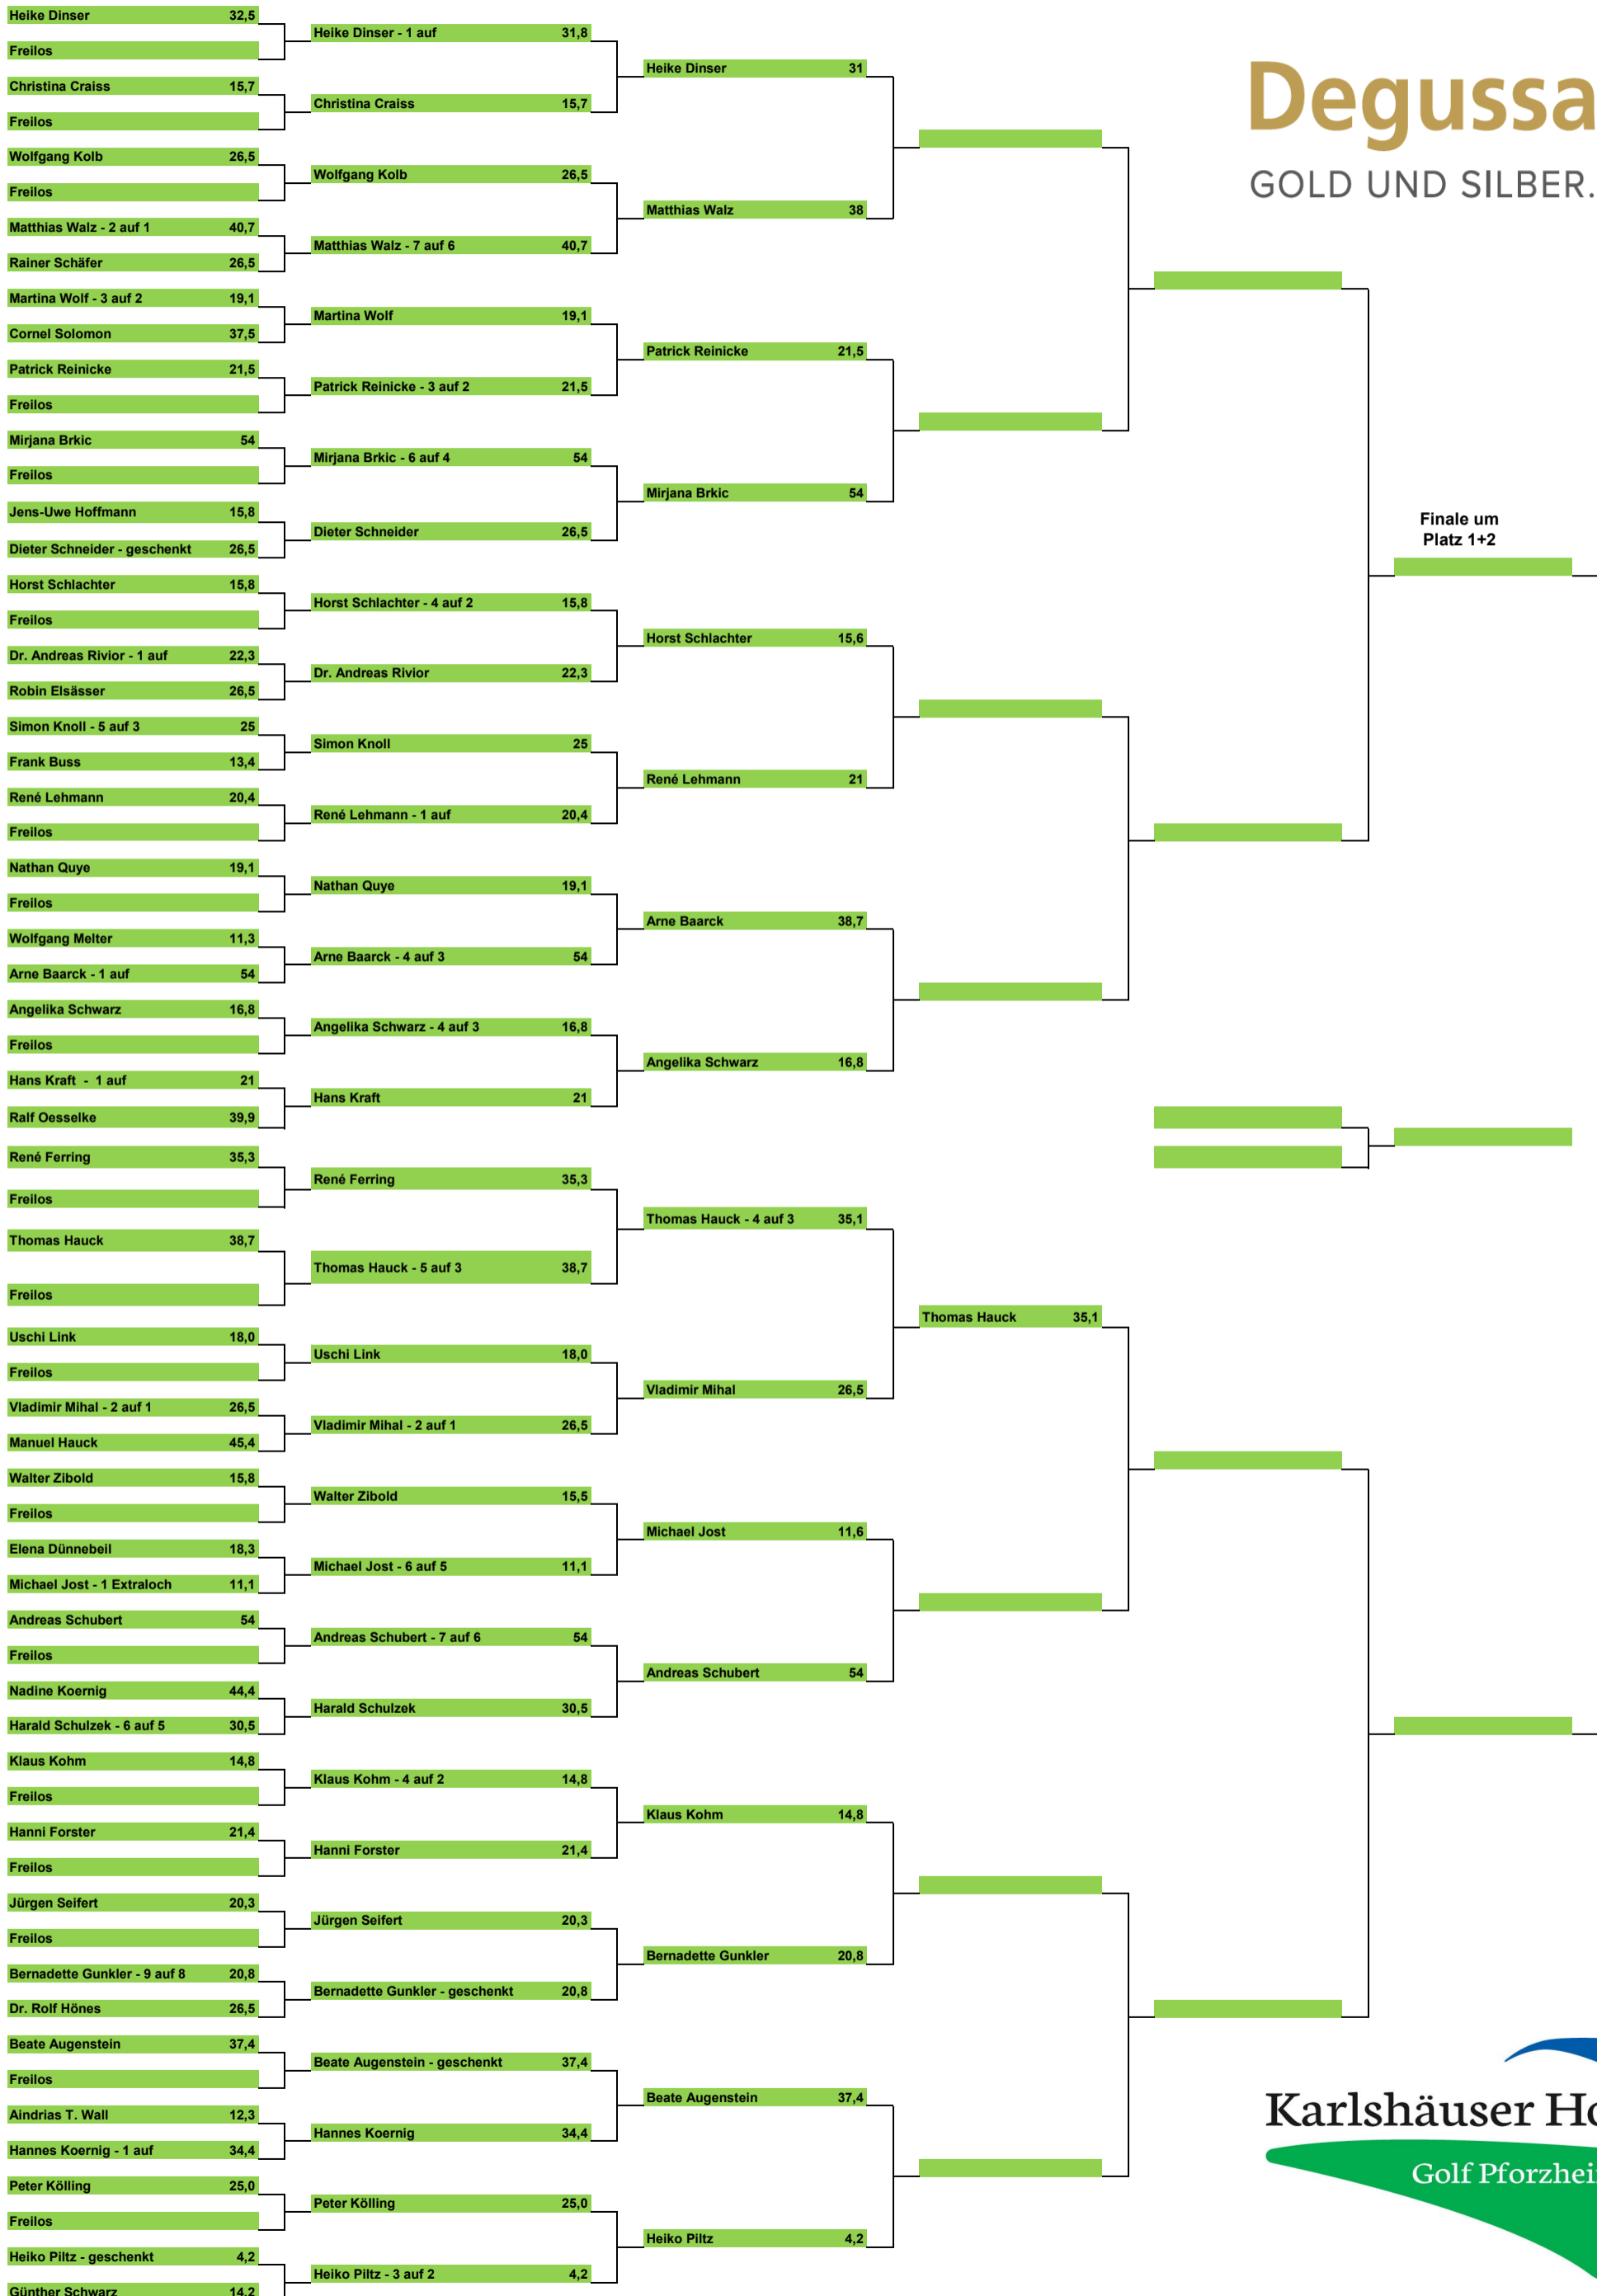 Heike Dinser 32,5
Freilos
Christina Craiss 15,7
Freilos
Wolfgang Kolb 26,5
Freilos
Matthias Walz - 2 auf 1 40,7
Rainer Schäfer 26,5
Martina Wolf - 3 auf 2 19,1
Cornel Solomon 37,5
Patrick Reinicke 21,5
Freilos
Mirjana Brkic 54
Freilos
Jens-Uwe Hoffmann 15,8
Dieter Schneider - geschenkt 26,5
Horst Schlachter 15,8
Freilos
Dr. Andreas Rivior - 1 auf 22,3
Robin Elsässer 26,5
Simon Knoll - 5 auf 3 25
Frank Buss 13,4
René Lehmann 20,4
Freilos
Nathan Quye 19,1
Freilos
Wolfgang Melter 11,3
Arne Baarck - 1 auf 54
Angelika Schwarz 16,8
Freilos
Hans Kraft - 1 auf 21
Ralf Oesselke 39,9
René Ferring 35,3
Freilos
Thomas Hauck 38,7
Freilos
Uschi Link 18,0
Freilos
Vladimir Mihal - 2 auf 1 26,5
Manuel Hauck 45,4
Walter Zibold 15,8
Freilos
Elena Dünnebeil 18,3
Michael Jost - 1 Extraloch 11,1
Andreas Schubert 54
Freilos
Nadine Koernig 44,4
Harald Schulzek - 6 auf 5 30,5
Klaus Kohm 14,8
Freilos
Hanni Forster 21,4
Freilos
Jürgen Seifert 20,3
Freilos
Bernadette Gunkler - 9 auf 8 20,8
Dr. Rolf Hönes 26,5
Beate Augenstein 37,4
Freilos
Aindrias T. Wall 12,3
Hannes Koernig - 1 auf 34,4
Peter Kölling 25,0
Freilos
Heiko Piltz - geschenkt 4,2
Günther Schwarz 14,2
Heike Dinser - 1 auf 31,8
Christina Craiss 15,7
Wolfgang Kolb 26,5
Matthias Walz - 7 auf 6 40,7
Martina Wolf 19,1
Patrick Reinicke - 3 auf 2 21,5
Mirjana Brkic - 6 auf 4 54
Dieter Schneider 26,5
Horst Schlachter - 4 auf 2 15,8
Dr. Andreas Rivior 22,3
Simon Knoll 25
René Lehmann - 1 auf 20,4
Nathan Quye 19,1
Arne Baarck - 4 auf 3 54
Angelika Schwarz - 4 auf 3 16,8
Hans Kraft 21
René Ferring 35,3
Thomas Hauck - 5 auf 3 38,7
Uschi Link 18,0
Vladimir Mihal - 2 auf 1 26,5
Walter Zibold 15,5
Michael Jost - 6 auf 5 11,1
Andreas Schubert - 7 auf 6 54
Harald Schulzek 30,5
Klaus Kohm - 4 auf 2 14,8
Hanni Forster 21,4
Jürgen Seifert 20,3
Bernadette Gunkler - geschenkt 20,8
Beate Augenstein - geschenkt 37,4
Hannes Koernig 34,4
Peter Kölling 25,0
Heiko Piltz - 3 auf 2 4,2
Heike Dinser 31
Matthias Walz 38
Patrick Reinicke 21,5
Mirjana Brkic 54
Horst Schlachter 15,6
René Lehmann 21
Arne Baarck 38,7
Angelika Schwarz 16,8
Thomas Hauck - 4 auf 3 35,1
Vladimir Mihal 26,5
Michael Jost 11,6
Andreas Schubert 54
Klaus Kohm 14,8
Bernadette Gunkler 20,8
Beate Augenstein 37,4
Heiko Piltz 4,2
Thomas Hauck 35,1
Degussa
GOLD UND SILBER.
Finale um
Platz 1+2
Karlshäuser Ho
Golf Pforzhei